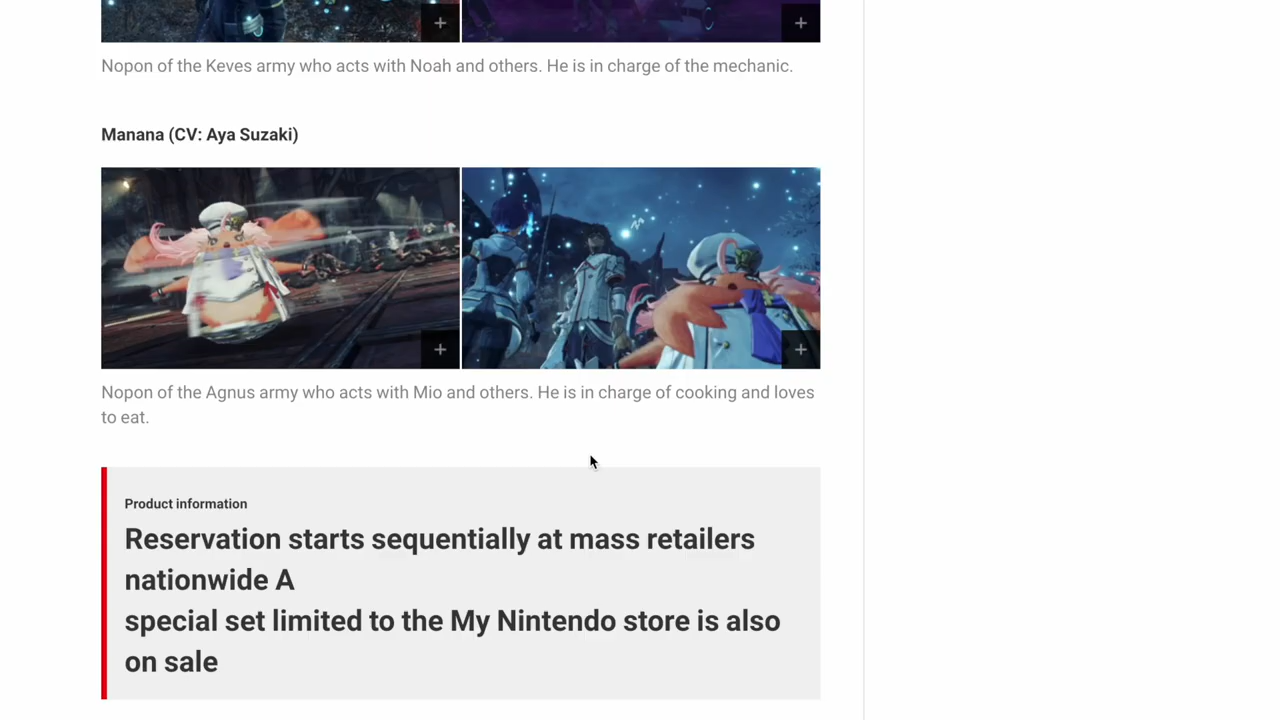 Nopon of the Keves army who acts with Noah and others. He is in charge of the mechanic.
Manana (CV: Aya Suzaki)
Nopon of the Agnus army who acts with Mio and others. He is in charge of cooking and loves
to eat.
Product information
Reservation starts sequentially at mass retailers
nationwide A
special set limited to the My Nintendo store is also
on sale